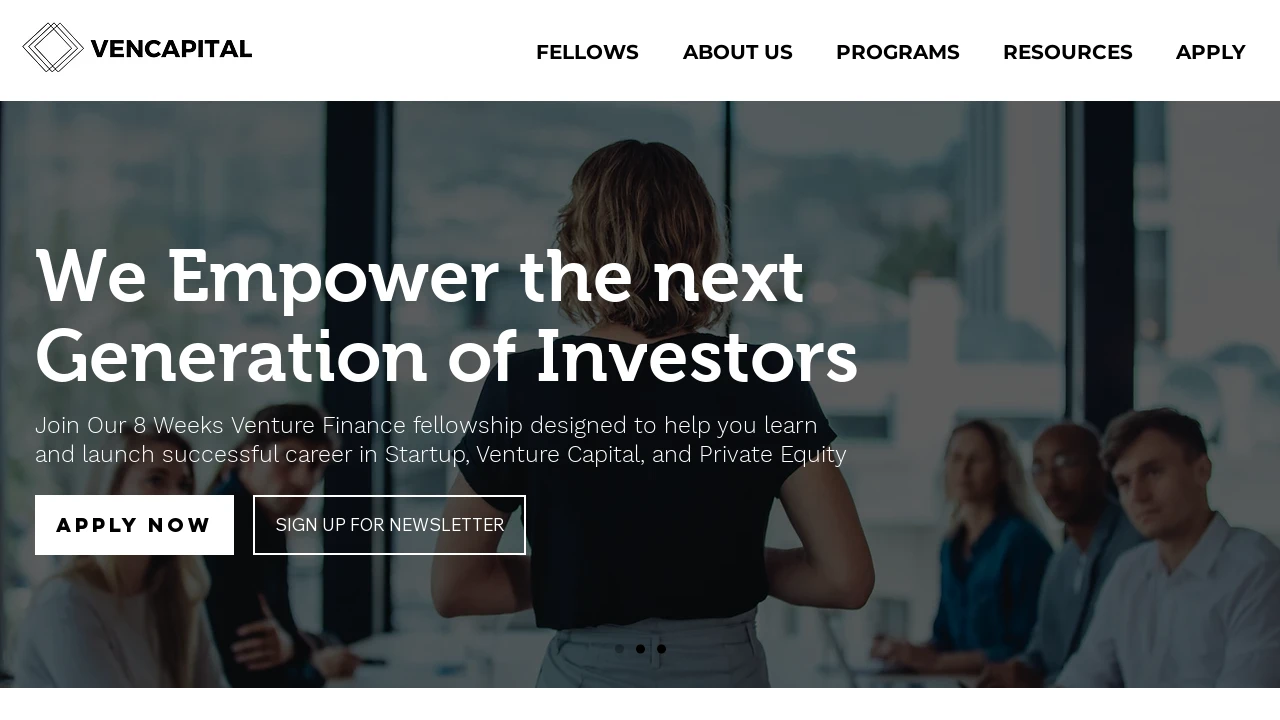 VENCAPITAL
FELLOWS
ABOUT US
PROGRAMS
RESOURCES
APPLY
We Empower the next
Generation of Investors
Join Our 8 Weeks Venture Finance fellowship designed to help you learn
and launch successful career in Startup, Venture Capital, and Private Equity
APPLY NOW
SIGN UP FOR NEWSLETTER